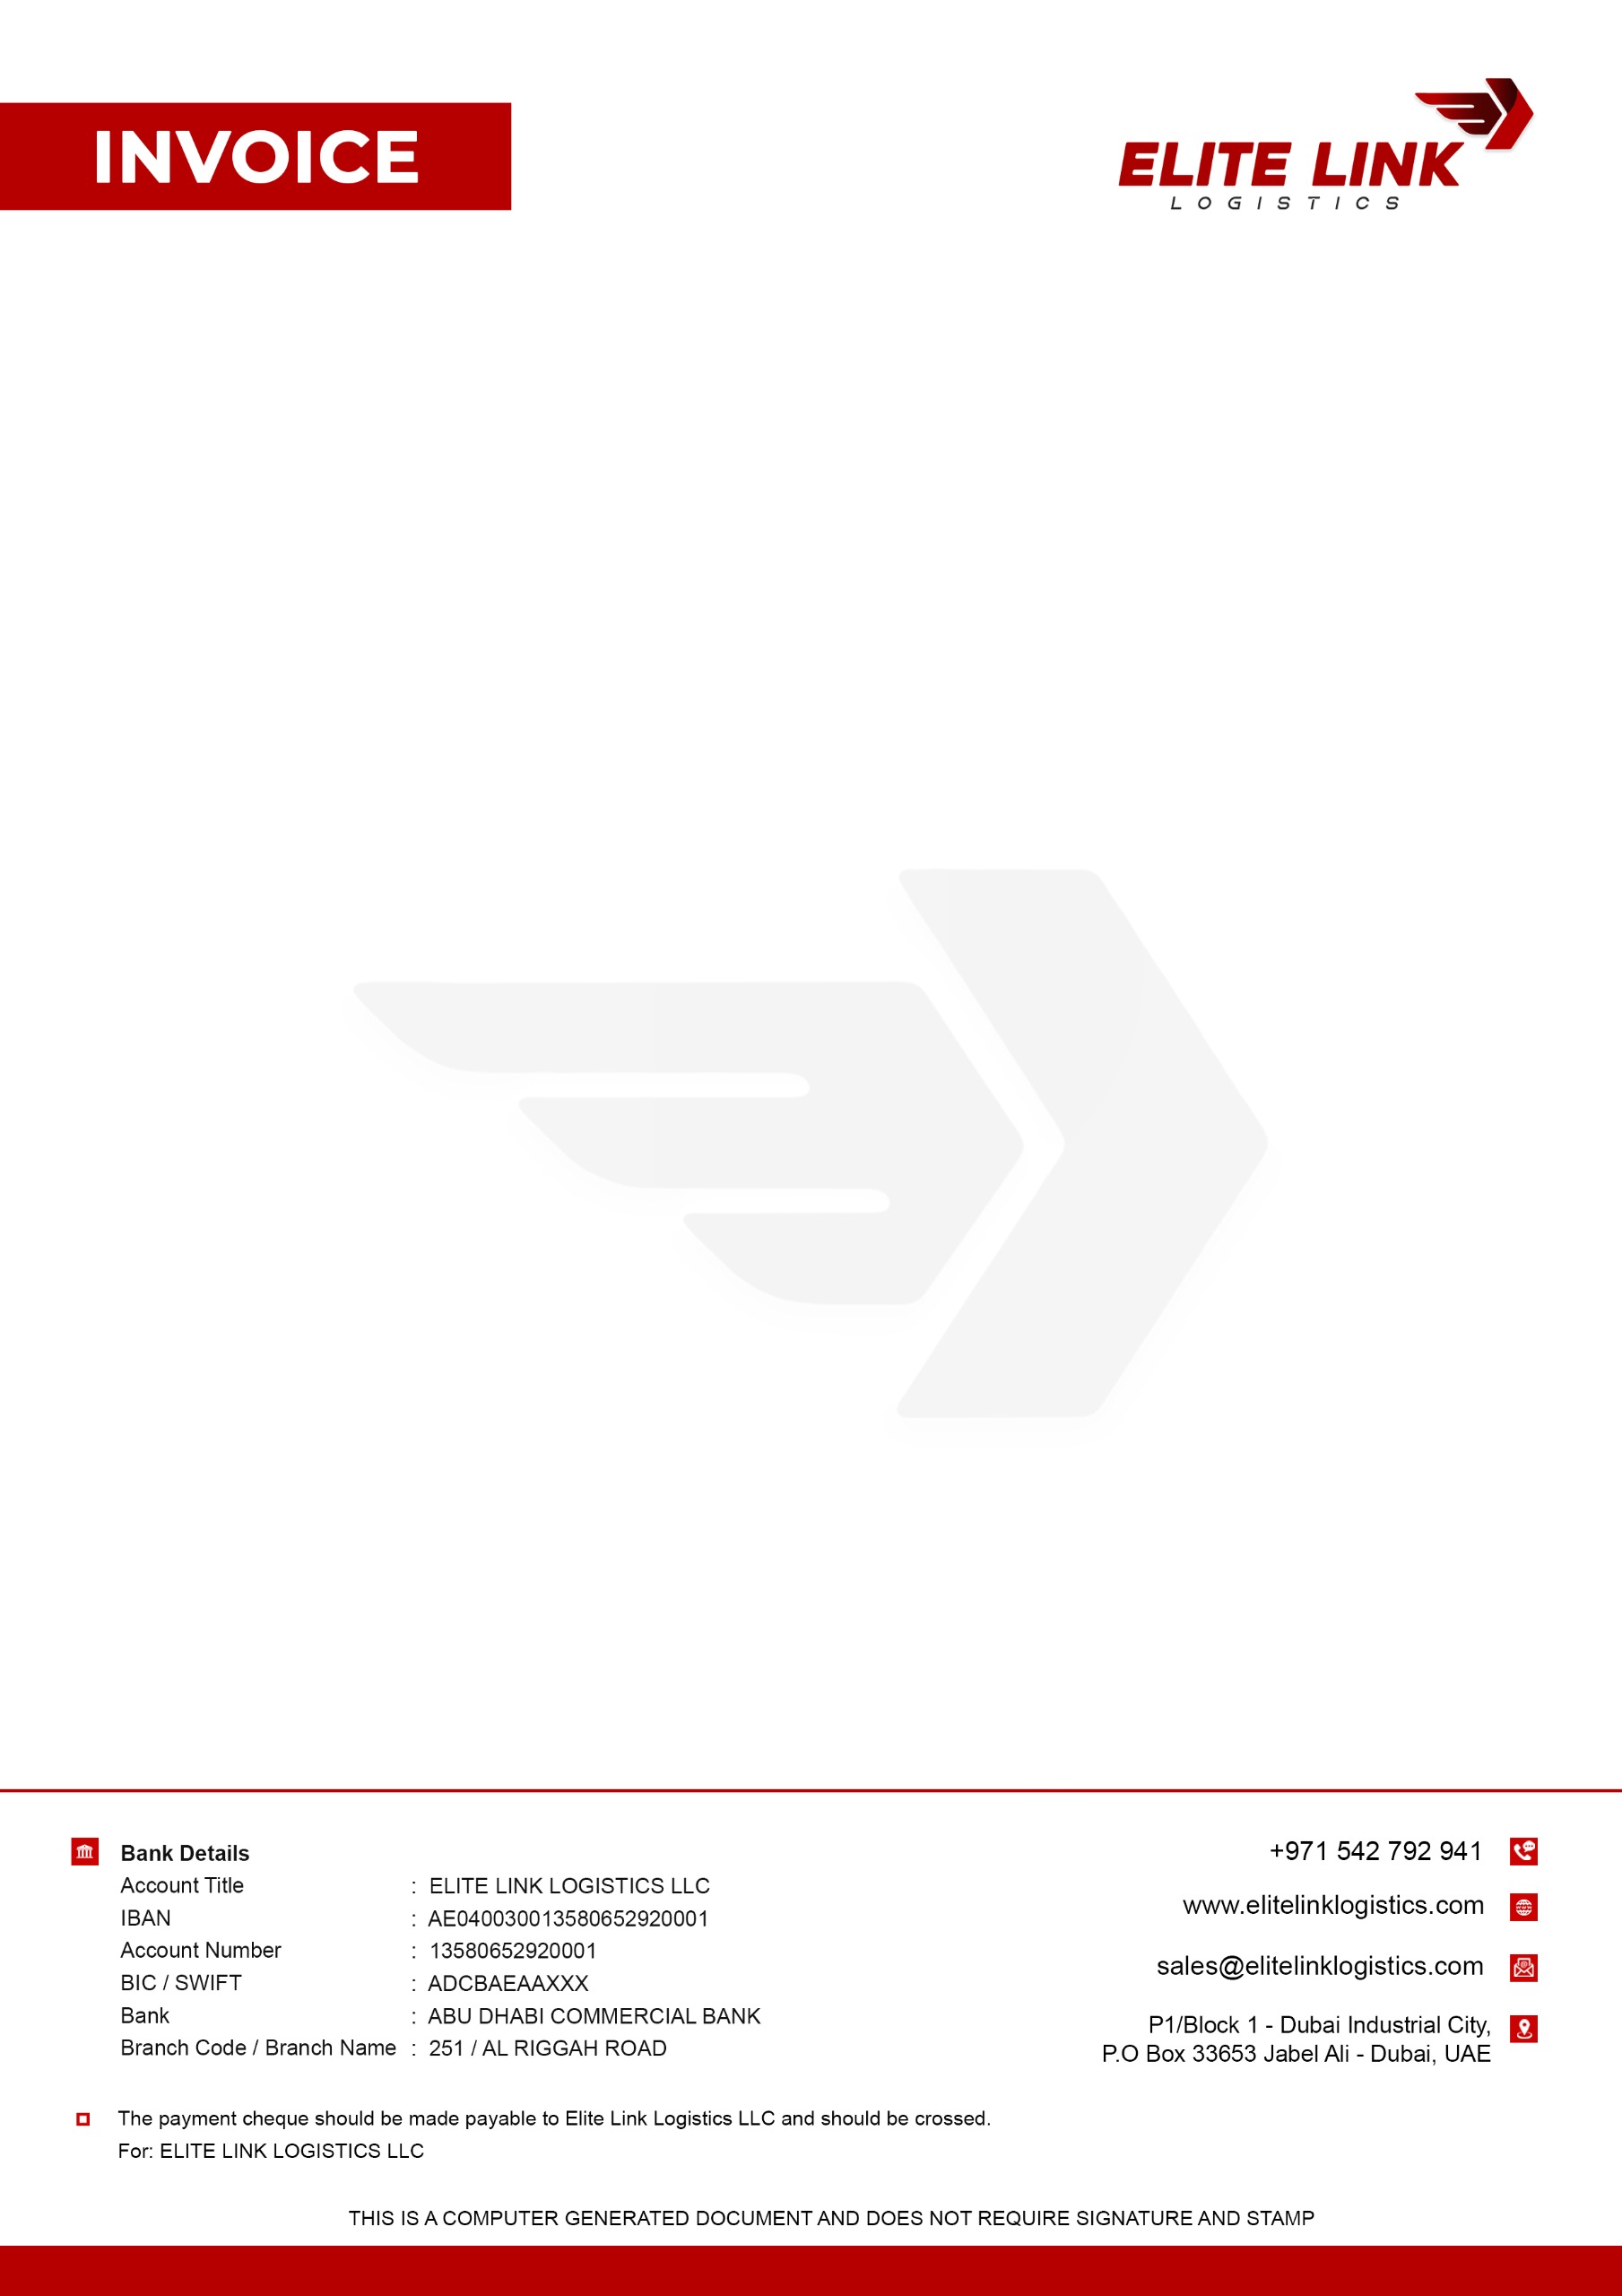 INVOICE
ELITE LINK
LOGISTICS
Bank Details
Account Title : ELITE LINK LOGISTICS LLC
IBAN : AE040030013580652920001
Account Number : 13580652920001
BIC / SWIFT : ADCBAEAAXXX
Bank : ABU DHABI COMMERCIAL BANK
Branch Code / Branch Name : 251 / AL RIGGAH ROAD
+971 542 792 941
www.elitelinklogistics.com
sales@elitelinklogistics.com
P1/Block 1 - Dubai Industrial City,
P.O Box 33653 Jabel Ali - Dubai, UAE
The payment cheque should be made payable to Elite Link Logistics LLC and should be crossed.
For: ELITE LINK LOGISTICS LLC
THIS IS A COMPUTER GENERATED DOCUMENT AND DOES NOT REQUIRE SIGNATURE AND STAMP